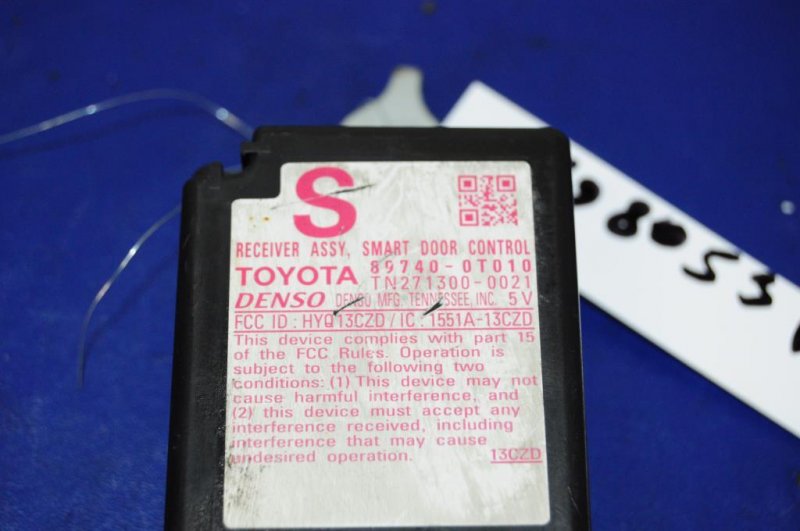 S
RECEIVER ASSY, SMART DOOR CONTROL
TOYOTA 89740-0T010
TN271300-0021
DENSO DENSO MFG. TENNESSEE, INC. 5V
FCC ID : HYQ13CZD / IC : 1551A-13CZD
This device complies with part 15
of the FCC Rules. Operation is
subject to the following two
conditions: (1) This device may not
cause harmful interference, and
(2) this device must accept any
interference received, including
interference that may cause
undesired operation. 13CZD